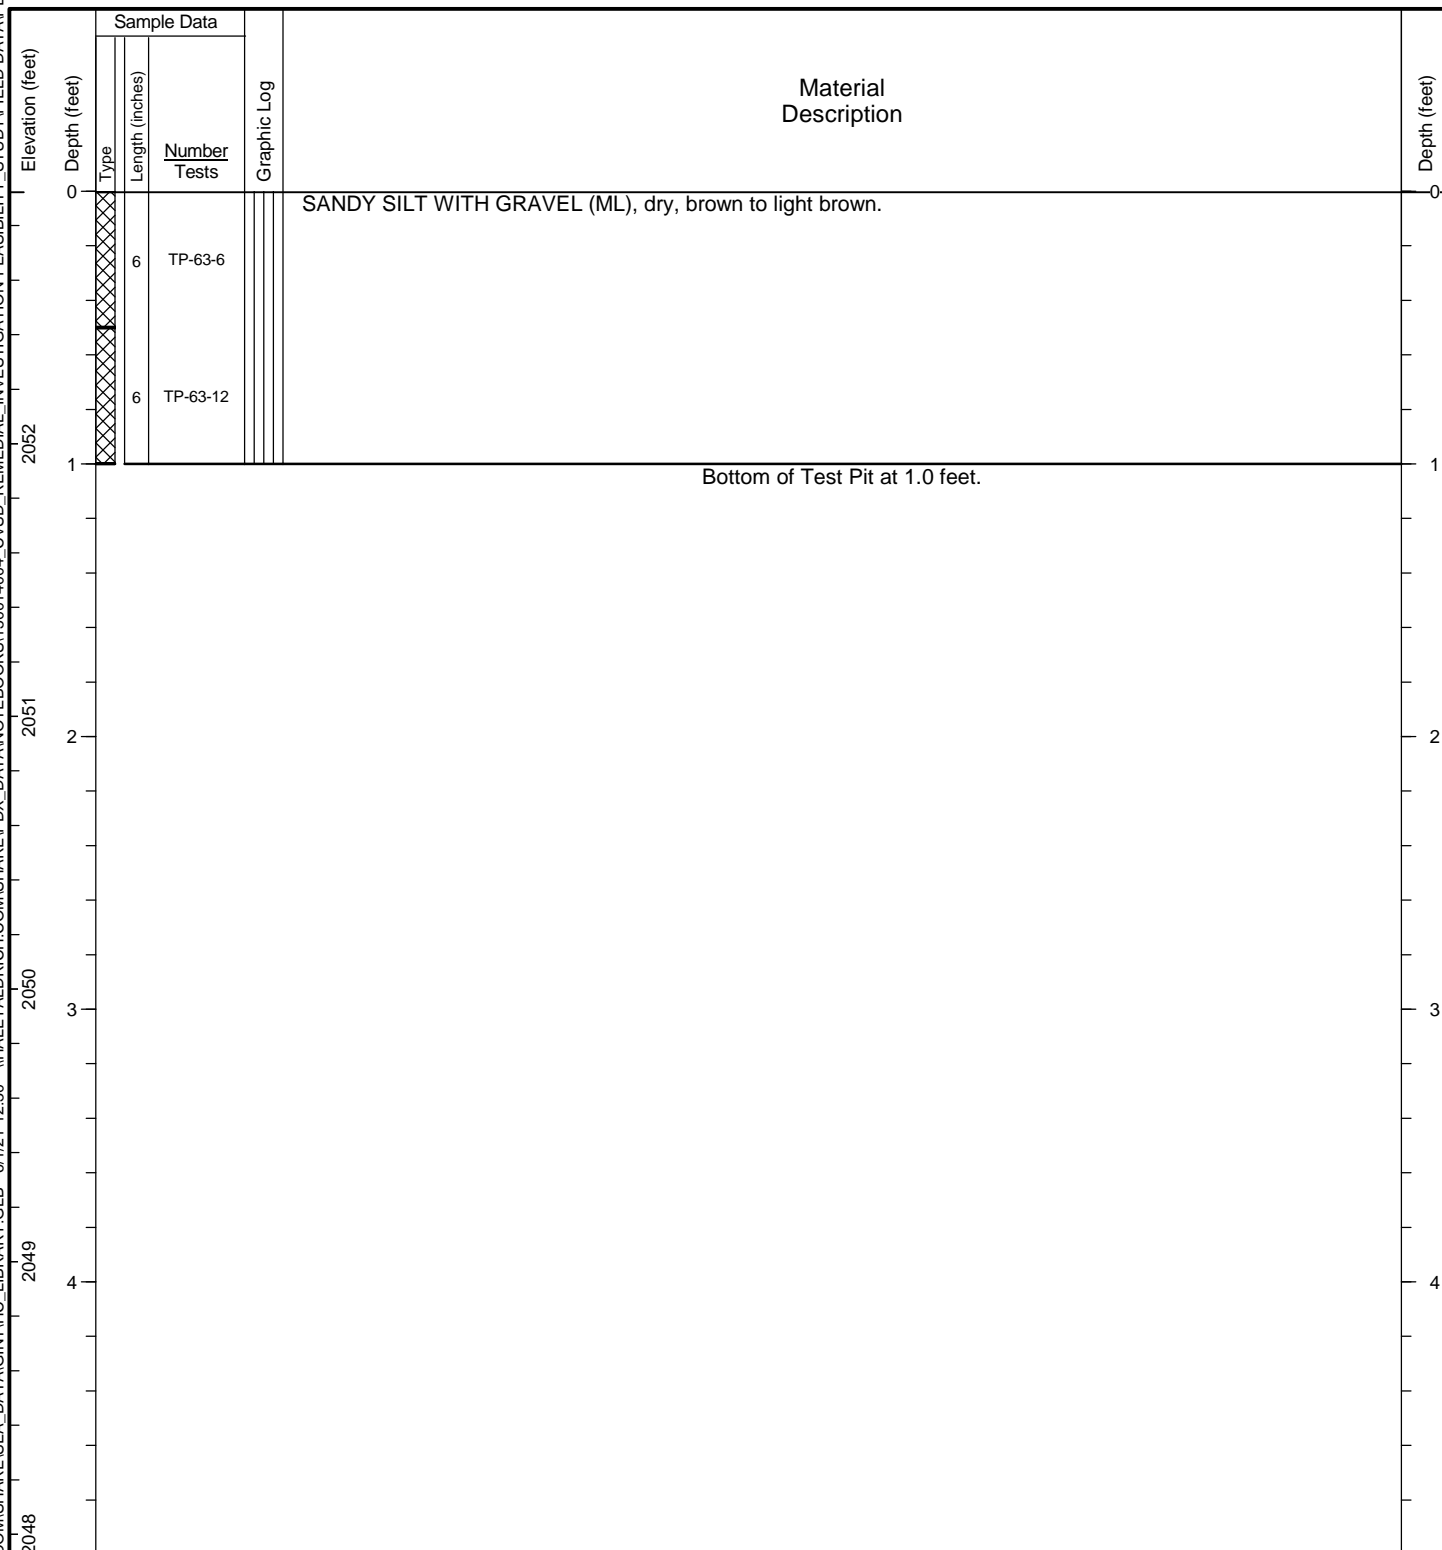 Sample Data
Elevation (feet)
Depth (feet)
Type
Length (inches)
Number
Tests
Graphic Log
Material
Description
Depth (feet)
0
SANDY SILT WITH GRAVEL (ML), dry, brown to light brown.
0
6 TP-63-6
6 TP-63-12
2052
1
1
Bottom of Test Pit at 1.0 feet.
2051
2
2
2050
3
3
2049
4
4
2048